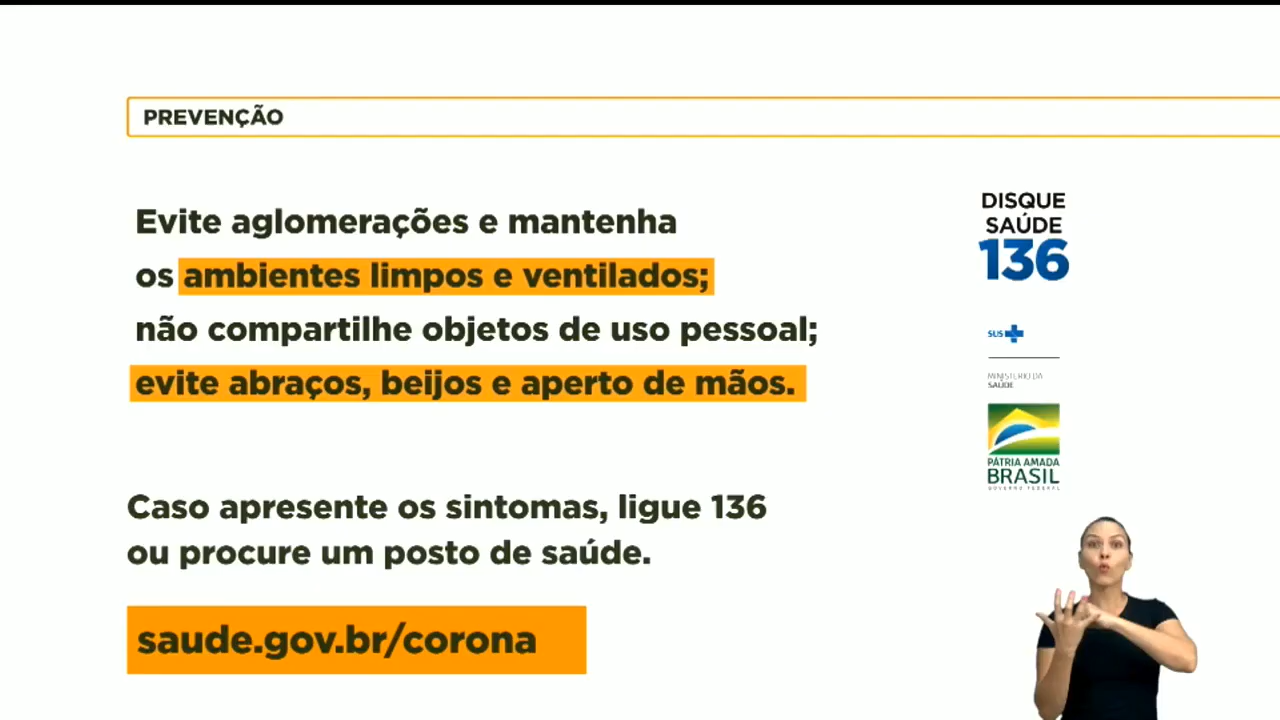 PREVENÇÃO
Evite aglomerações e mantenha
os ambientes limpos e ventilados;
não compartilhe objetos de uso pessoal;
evite abraços, beijos e aperto de mãos.
Caso apresente os sintomas, ligue 136
ou procure um posto de saúde.
saude.gov.br/corona
DISQUE
SAÚDE
136
SUS
MINISTÉRIO DA
SAÚDE
PÁTRIA AMADA
BRASIL
GOVERNO FEDERAL